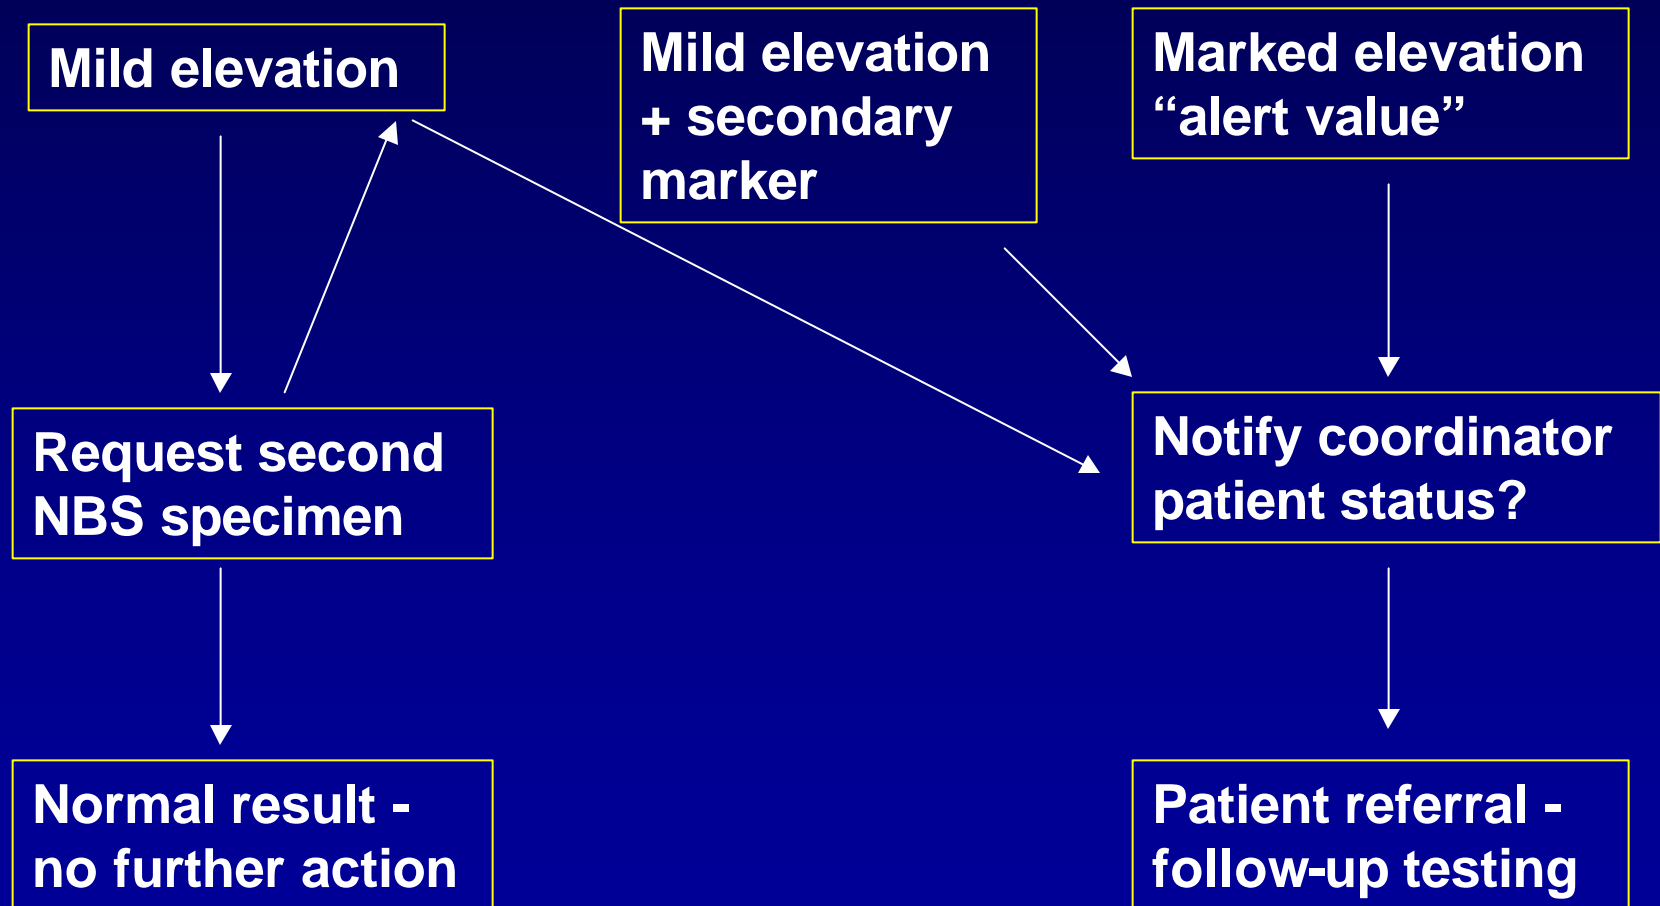 Mild elevation
Mild elevation
+ secondary
marker
Marked elevation
“alert value”
Request second
NBS specimen
Notify coordinator
patient status?
Normal result -
no further action
Patient referral -
follow-up testing